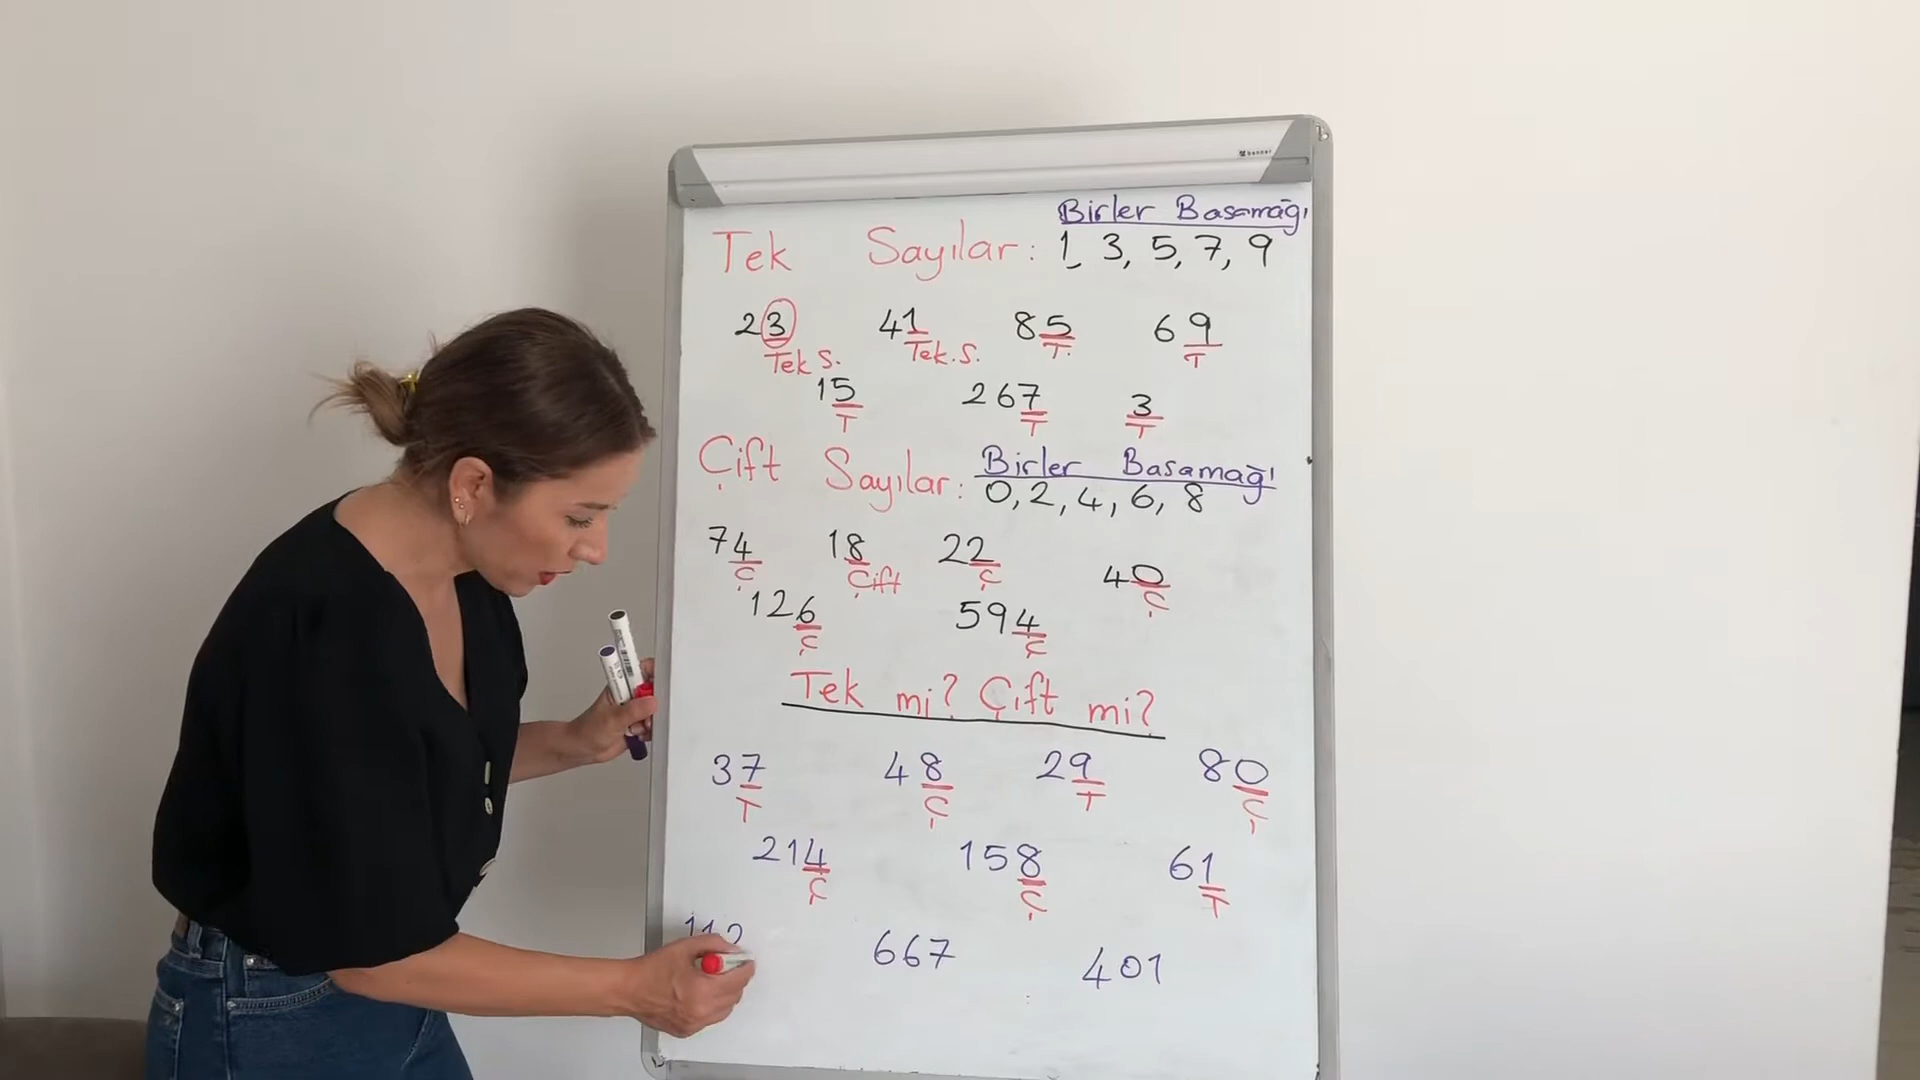 Birler Basamağı
Tek Sayılar: 1, 3, 5, 7, 9
23 41 85 69
Tek S. Tek.S. T. T
15 267 3
T T T
Çift Sayılar: Birler Basamağı
0, 2, 4, 6, 8
74 18 22 40
Ç Çift Ç Ç
126 594
Ç Ç
Tek mi? Çift mi?
37 48 29 80
T Ç T Ç
214 158 61
Ç Ç T
112 667 401